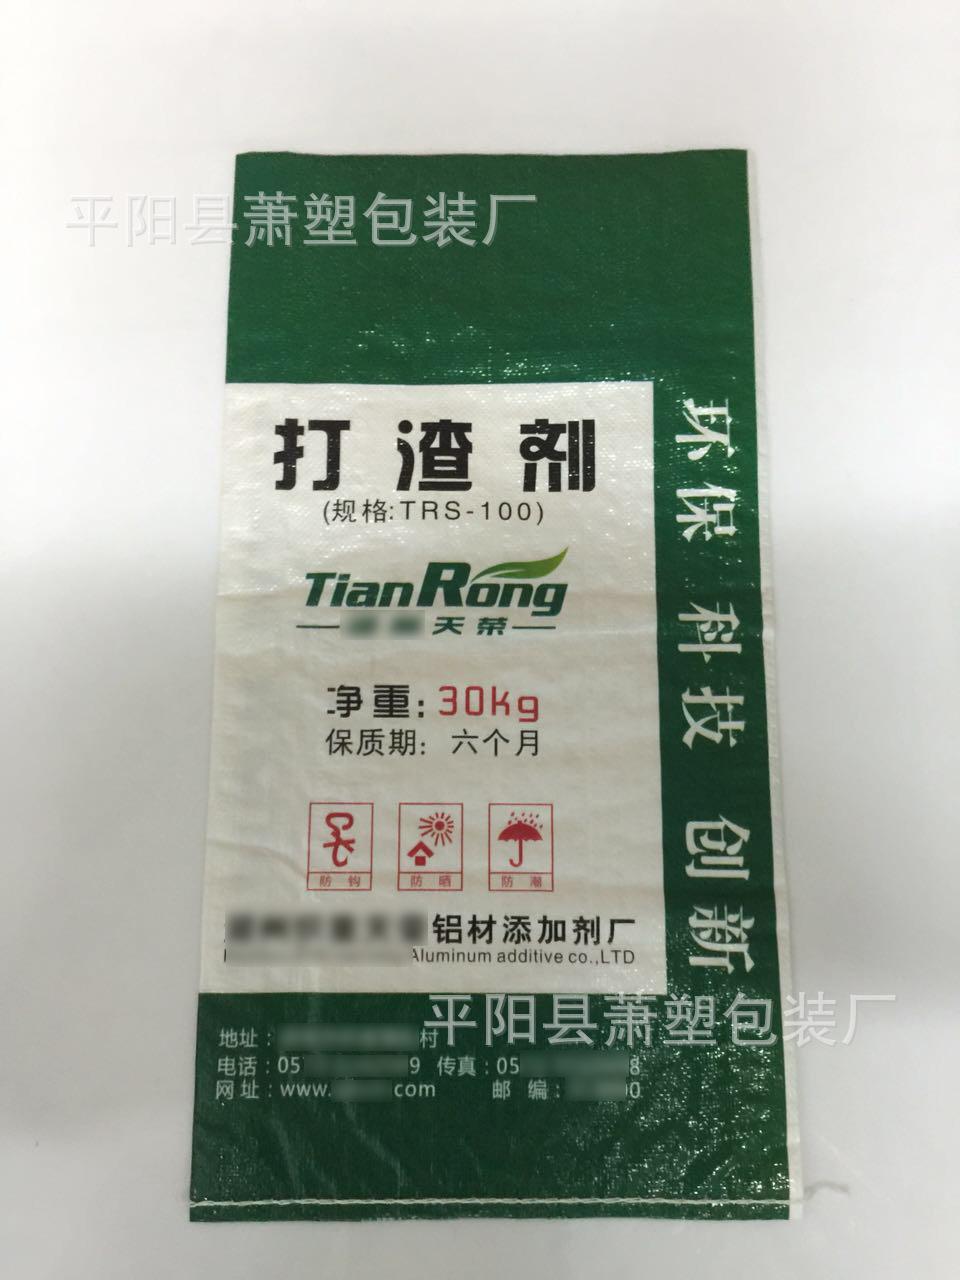 平阳县萧塑包装厂
打渣剂
(规格:TRS-100)
TianRong
天荣
净重:30kg
保质期:六个月
防钩
防晒
防潮
铝材添加剂厂
Aluminum additive co.,LTD
环保 科技 创新
平阳县萧塑包装厂
地址: 村
电话:05 9 传真:05 8
网址:www. com 邮 编: 00